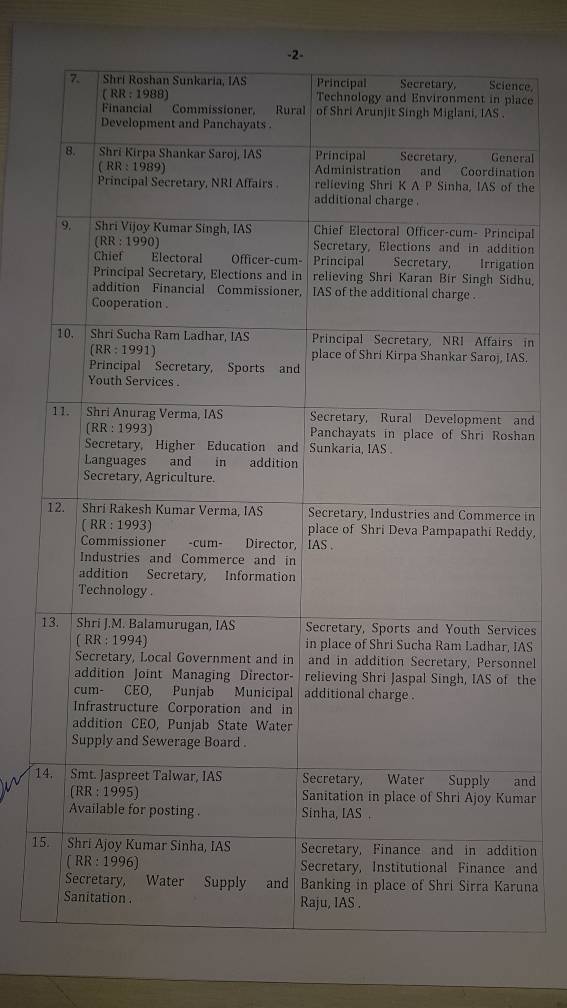 -2-
7.
Shri Roshan Sunkaria, IAS
( RR : 1988)
Financial Commissioner, Rural
Development and Panchayats .
Principal Secretary, Science,
Technology and Environment in place
of Shri Arunjit Singh Miglani, IAS .
8.
Shri Kirpa Shankar Saroj, IAS
( RR : 1989)
Principal Secretary, NRI Affairs .
Principal Secretary, General
Administration and Coordination
relieving Shri K A P Sinha, IAS of the
additional charge .
9.
Shri Vijoy Kumar Singh, IAS
(RR : 1990)
Chief Electoral Officer-cum-
Principal Secretary, Elections and in
addition Financial Commissioner,
Cooperation .
Chief Electoral Officer-cum- Principal
Secretary, Elections and in addition
Principal Secretary, Irrigation
relieving Shri Karan Bir Singh Sidhu,
IAS of the additional charge .
10.
Shri Sucha Ram Ladhar, IAS
(RR : 1991)
Principal Secretary, Sports and
Youth Services .
Principal Secretary, NRI Affairs in
place of Shri Kirpa Shankar Saroj, IAS.
11.
Shri Anurag Verma, IAS
(RR : 1993)
Secretary, Higher Education and
Languages and in addition
Secretary, Agriculture.
Secretary, Rural Development and
Panchayats in place of Shri Roshan
Sunkaria, IAS .
12.
Shri Rakesh Kumar Verma, IAS
( RR : 1993)
Commissioner -cum- Director,
Industries and Commerce and in
addition Secretary, Information
Technology .
Secretary, Industries and Commerce in
place of Shri Deva Pampapathi Reddy,
IAS .
13.
Shri J.M. Balamurugan, IAS
( RR : 1994)
Secretary, Local Government and in
addition Joint Managing Director-
cum- CEO, Punjab Municipal
Infrastructure Corporation and in
addition CEO, Punjab State Water
Supply and Sewerage Board .
Secretary, Sports and Youth Services
in place of Shri Sucha Ram Ladhar, IAS
and in addition Secretary, Personnel
relieving Shri Jaspal Singh, IAS of the
additional charge .
14.
Smt. Jaspreet Talwar, IAS
(RR : 1995)
Available for posting .
Secretary, Water Supply and
Sanitation in place of Shri Ajoy Kumar
Sinha, IAS .
15.
Shri Ajoy Kumar Sinha, IAS
( RR : 1996)
Secretary, Water Supply and
Sanitation .
Secretary, Finance and in addition
Secretary, Institutional Finance and
Banking in place of Shri Sirra Karuna
Raju, IAS .